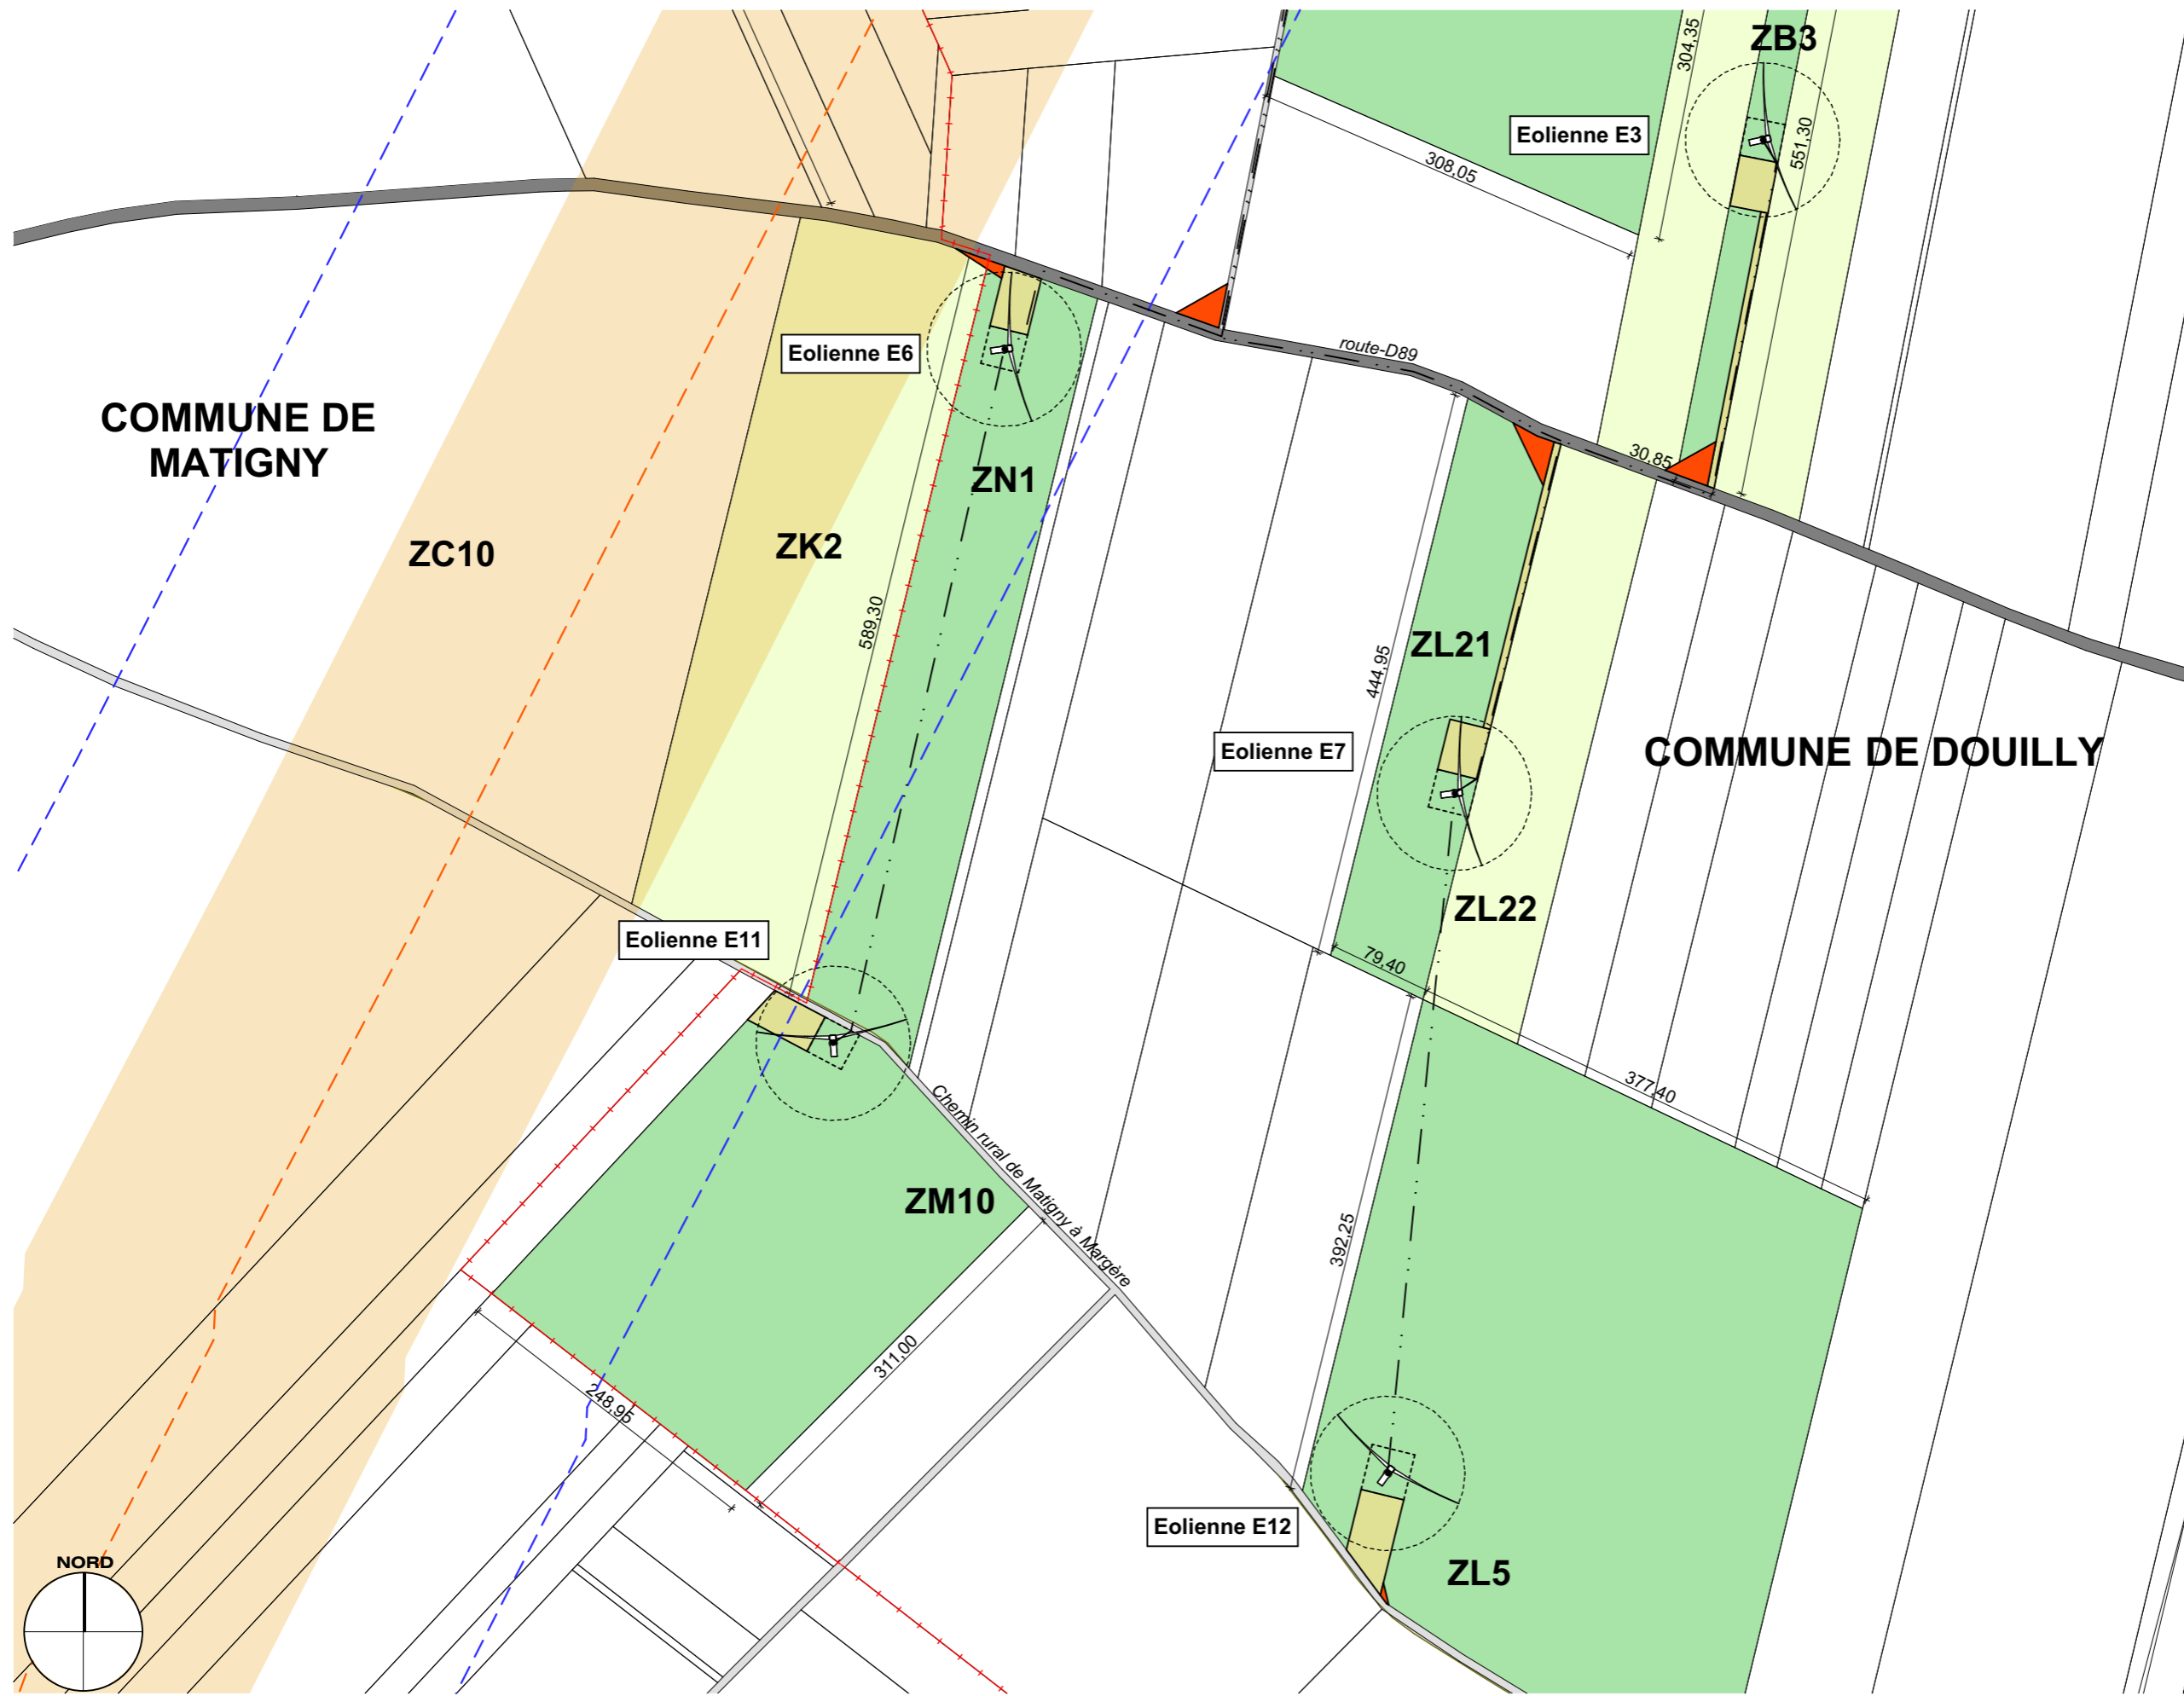 ZB3
304,35
Eolienne E3
551,30
308,05
route-D89
Eolienne E6
COMMUNE DE
MATIGNY
30,85
ZN1
ZC10
ZK2
589,30
ZL21
444,95
Eolienne E7
COMMUNE DE DOUILLY
ZL22
Eolienne E11
79,40
377,40
Chemin rural de Matigny à Margère
ZM10
392,25
311,00
248,95
Eolienne E12
NORD
ZL5